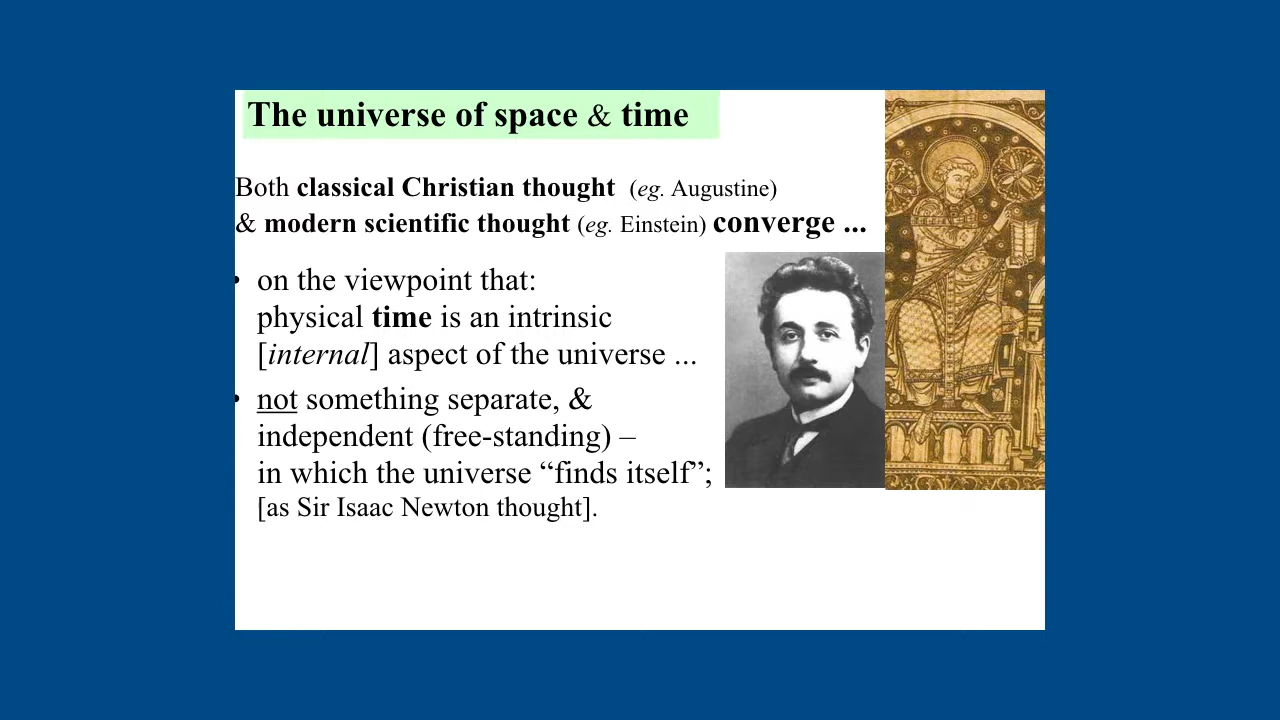 The universe of space & time
Both classical Christian thought (eg. Augustine)
& modern scientific thought (eg. Einstein) converge ...
• on the viewpoint that:
physical time is an intrinsic
[internal] aspect of the universe ...
• not something separate, &
independent (free-standing) –
in which the universe “finds itself”;
[as Sir Isaac Newton thought].